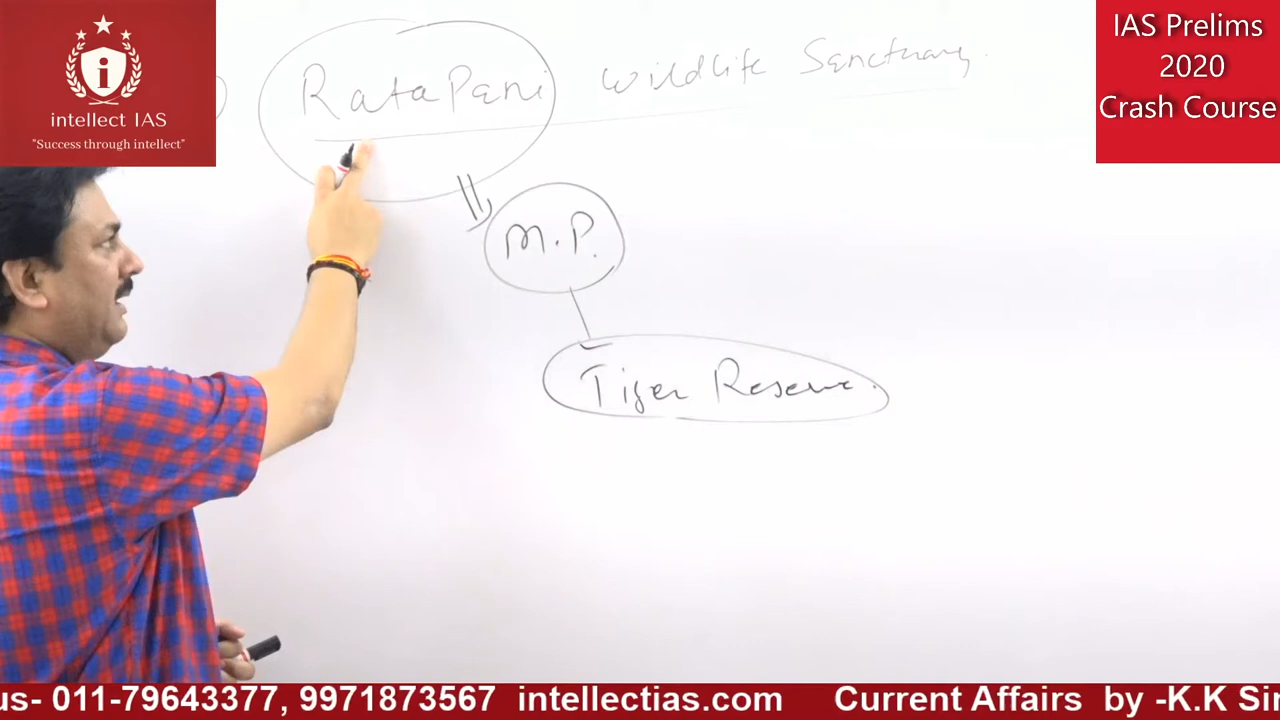 intellect IAS
"Success through intellect"
IAS Prelims
2020
Crash Course
RataPani Wildlife Sanctuary.
M.P.
Tiger Reserve.
us- 011-79643377, 9971873567 intellectias.com Current Affairs by -K.K Sin